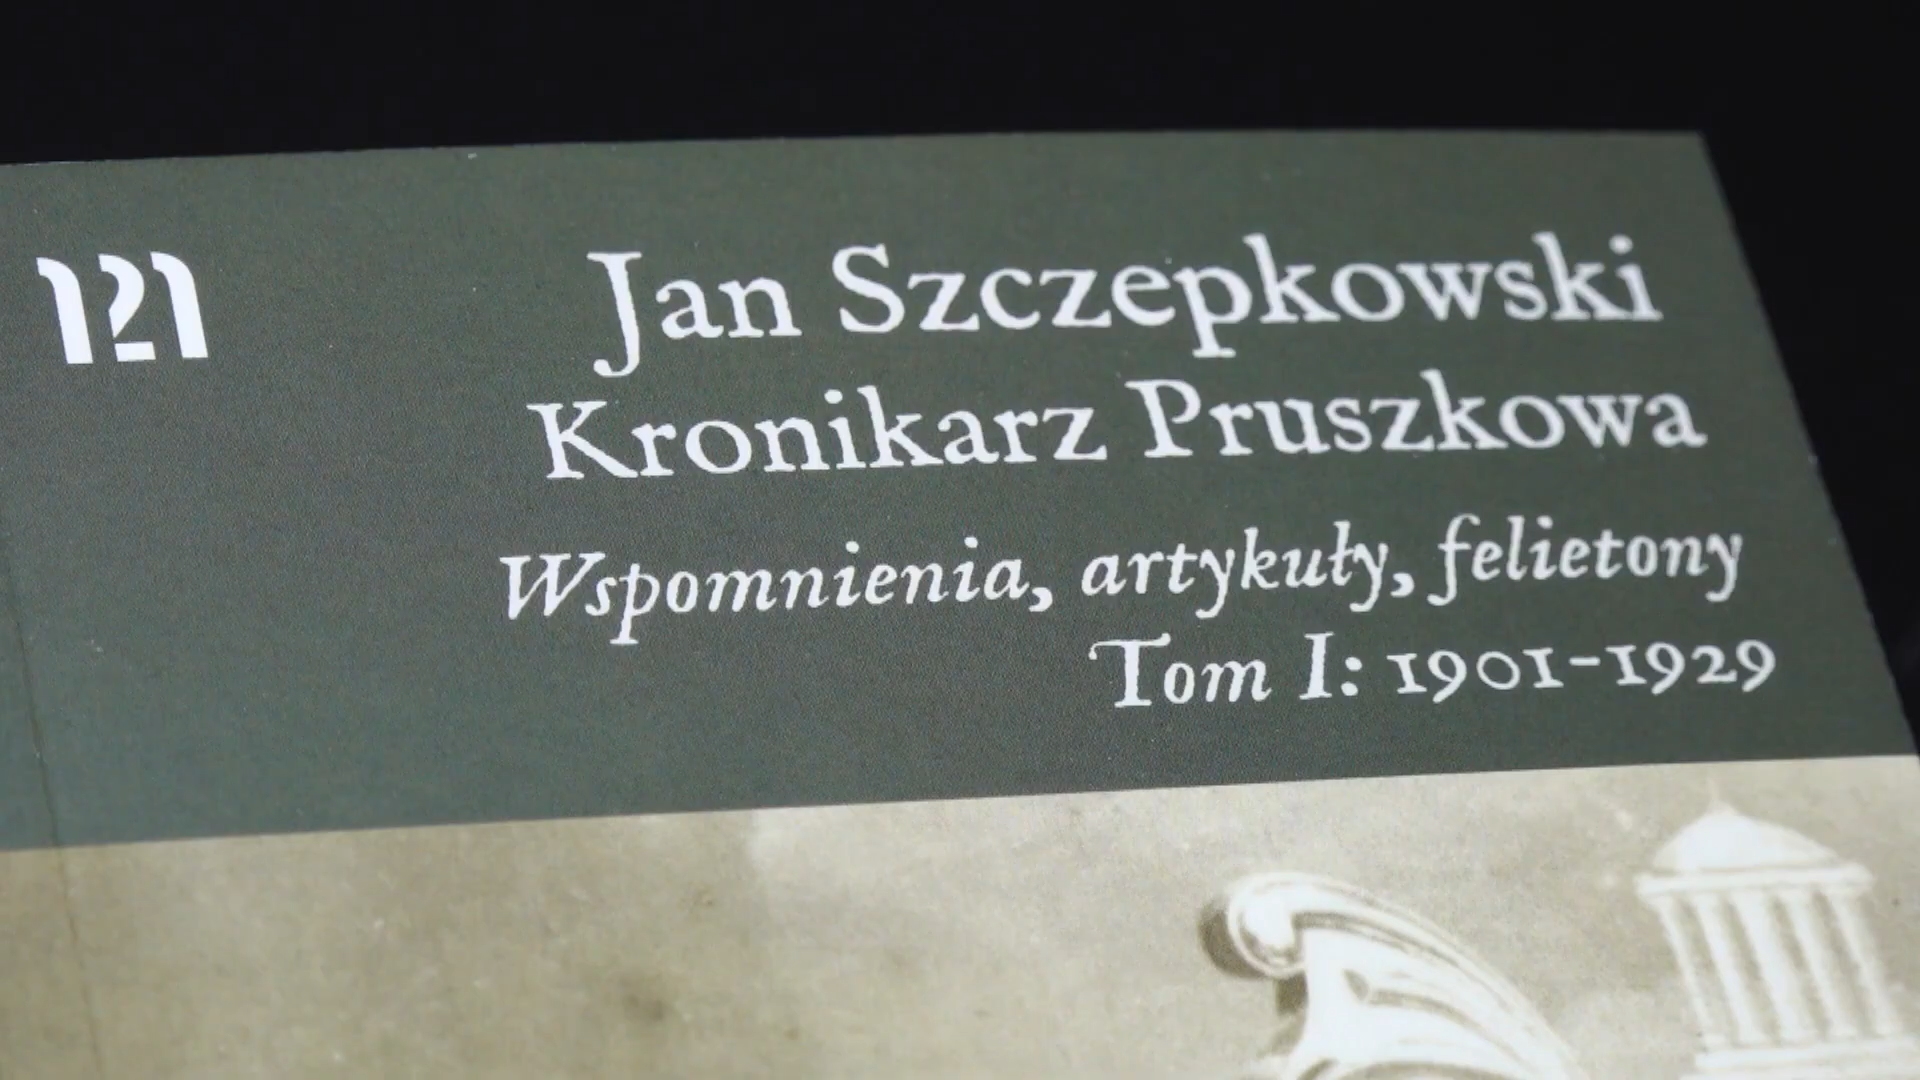 121
Jan Szczepkowski
Kronikarz Pruszkowa
Wspomnienia, artykuły, felietony
Tom I: 1901-1929